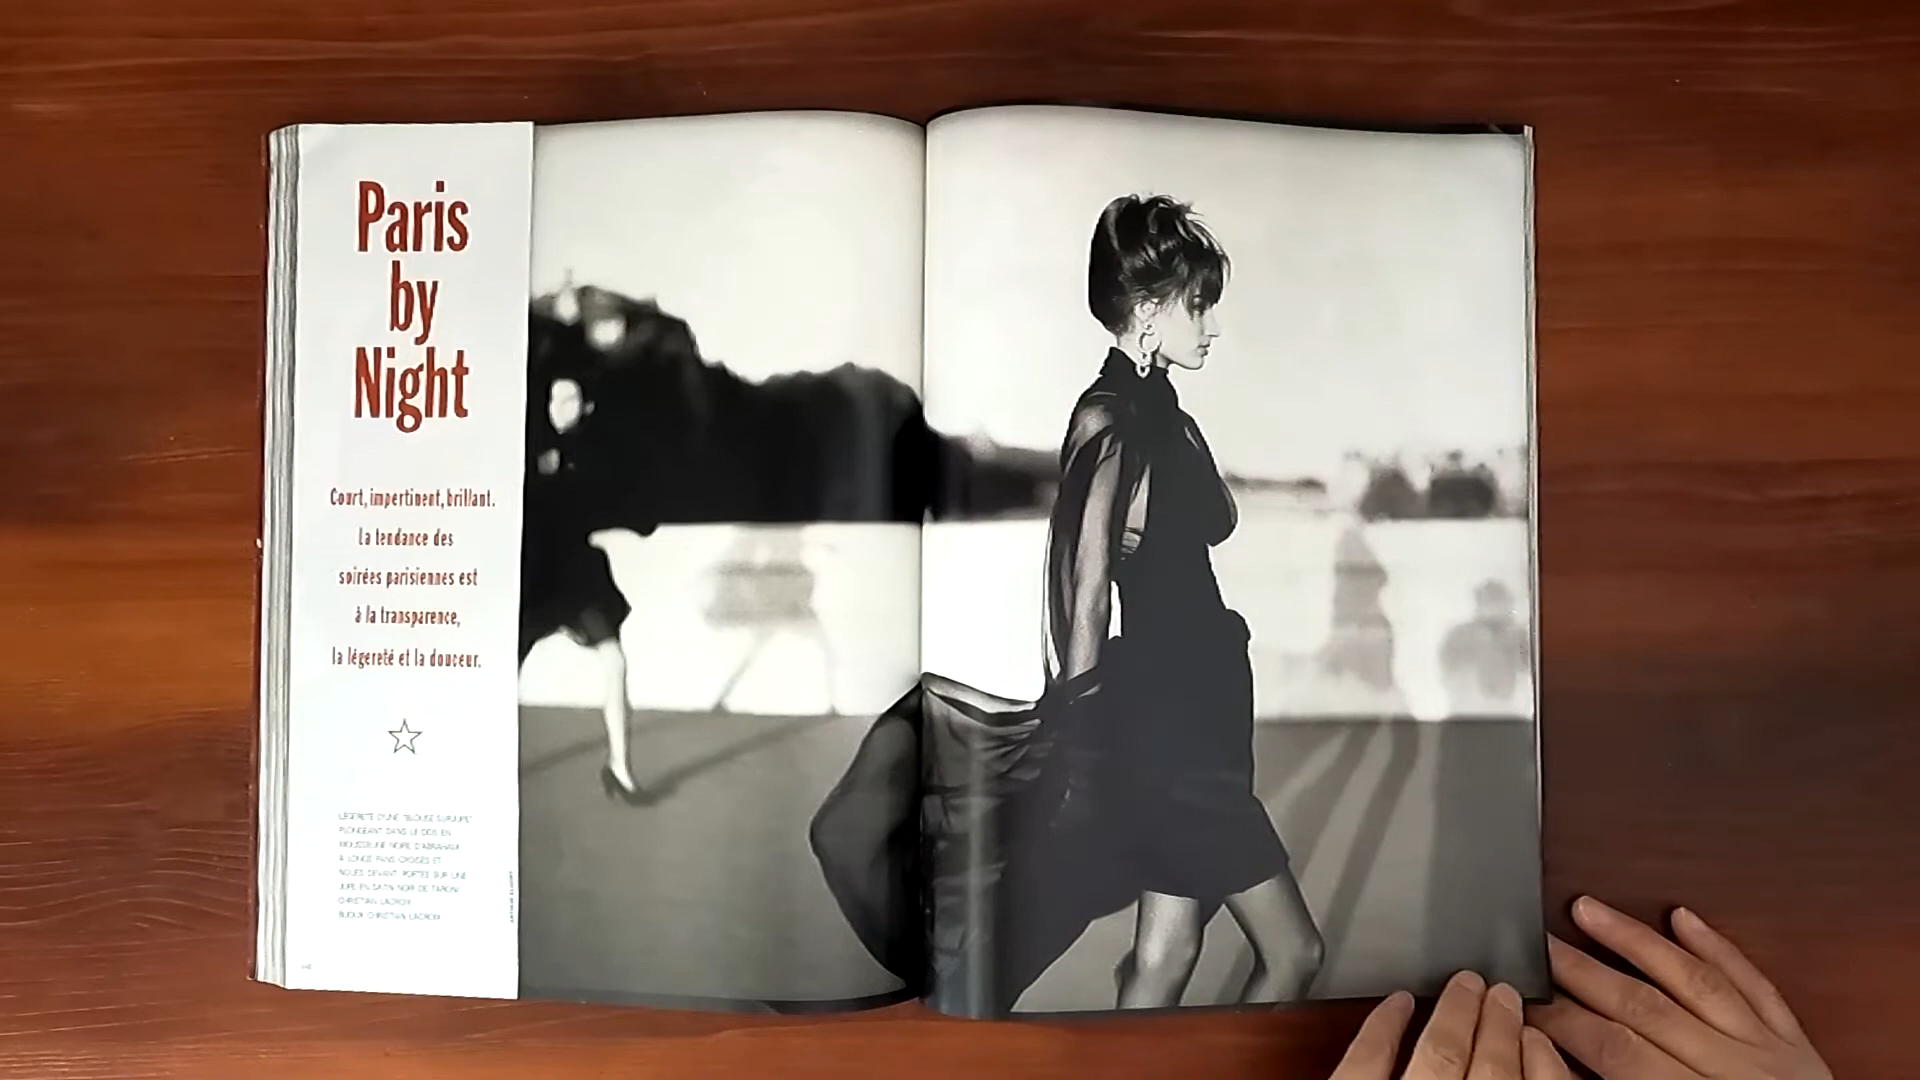 Paris
by
Night
Court, impertinent, brillant.
La tendance des
soirées parisiennes est
à la transparence,
la légereté et la douceur.
LÉGÈRETÉ D'UNE "BLOUSE SURJUPE"
PLONGEANT DANS LE DOS EN
MOUSSELINE NOIRE D'ABRAHAM
À LONGS PANS CROISÉS ET
NOUÉS DEVANT PORTÉE SUR UNE
JUPE EN SATIN NOIR DE TARONI
CHRISTIAN LACROIX
BIJOUX CHRISTIAN LACROIX